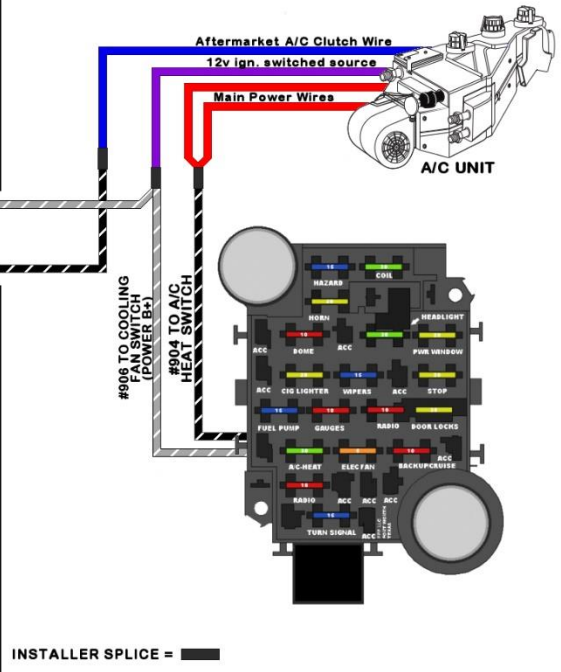 Aftermarket A/C Clutch Wire
12v ign. switched source
Main Power Wires
A/C UNIT
#906 TO COOLING
FAN SWITCH
(POWER B+)
#904 TO A/C
HEAT SWITCH
HAZARD
COIL
HORN
HEADLIGHT
ACC
DOME
ACC
PWR WINDOW
ACC
CIG LIGHTER
WIPERS
ACC
STOP
FUEL PUMP
GAUGES
RADIO
DOOR LOCKS
A/C-HEAT
ELEC FAN
BACKUP
CRUISE
ACC
RADIO
ACC
ACC
ACC
TURN SIGNAL
ACC
INSTALLER SPLICE =